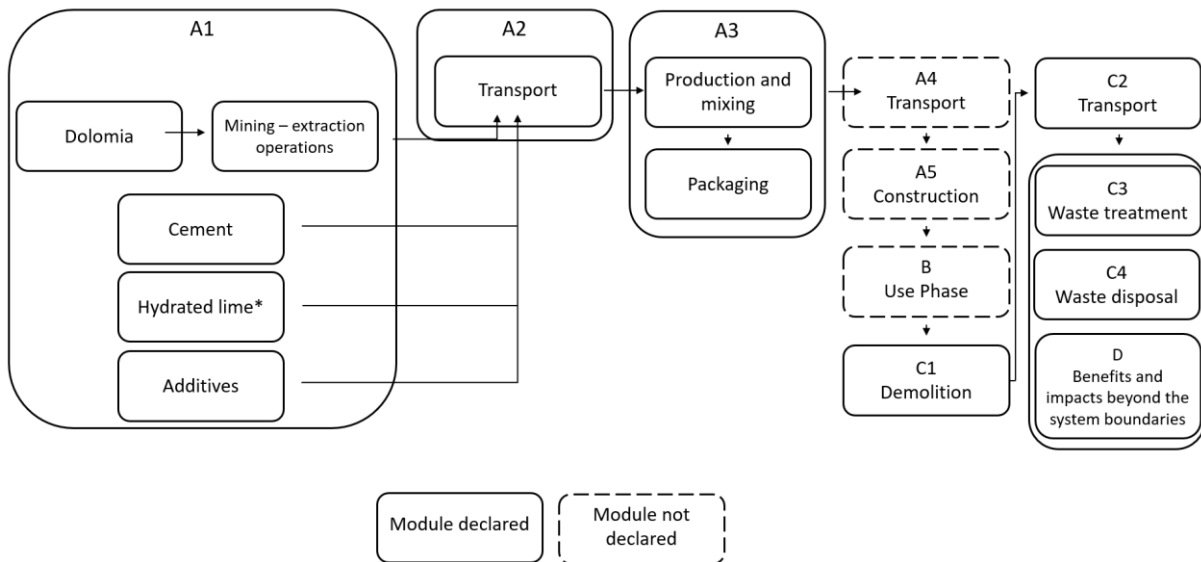 A1
Dolomia
Mining – extraction
operations
Cement
Hydrated lime*
Additives
A2
Transport
A3
Production and
mixing
Packaging
A4
Transport
A5
Construction
B
Use Phase
C1
Demolition
C2
Transport
C3
Waste treatment
C4
Waste disposal
D
Benefits and
impacts beyond the
system boundaries
Module declared
Module not
declared